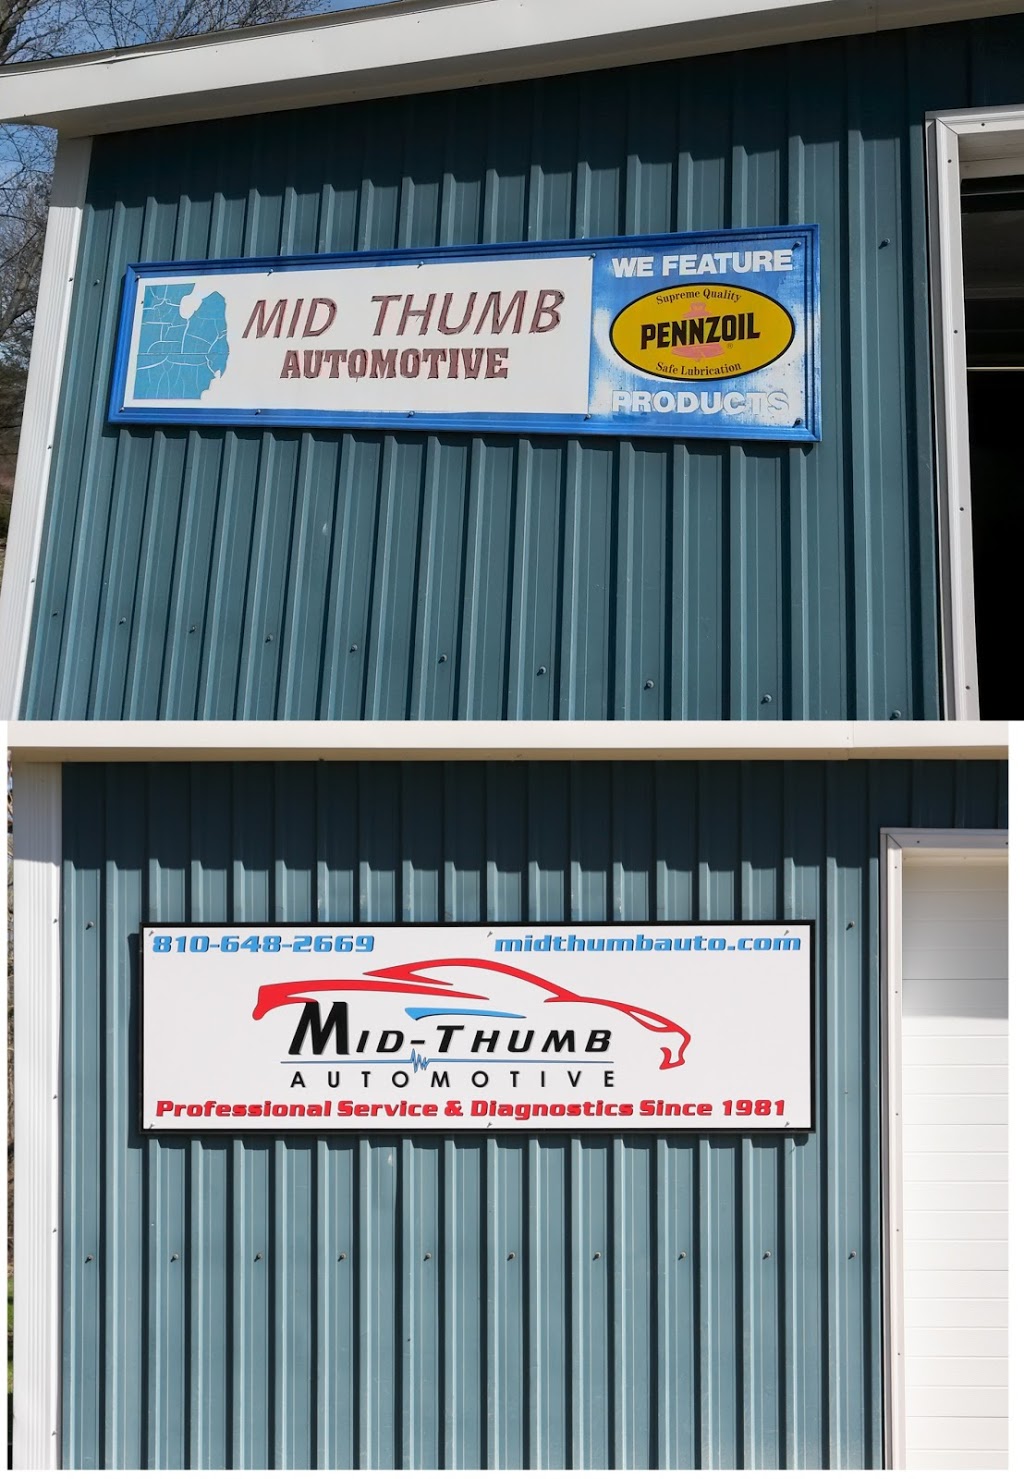 MID THUMB
AUTOMOTIVE
WE FEATURE
Supreme Quality
PENNZOIL
®
Safe Lubrication
PRODUCTS
810-648-2669
midthumbauto.com
MID-THUMB
AUTOMOTIVE
Professional Service & Diagnostics Since 1981